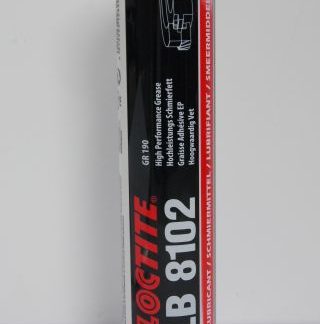 GR 190
High Performance Grease
Hochleistungs Schmierfett
Graisse Adhésive EP
Hoogwaardig Vet
LOCTITE®
LB 8102
LUBRICANT / SCHMIERMITTEL / LUBRIFIANT / SMEERMIDDEL